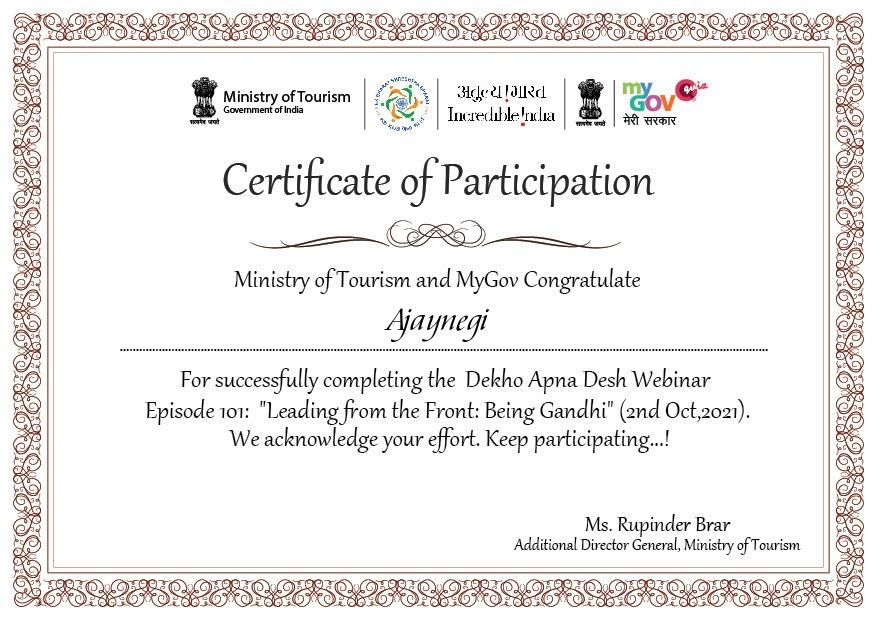 Ministry of Tourism
Government of India
सत्यमेव जयते
EK BHARAT SHRESHTHA BHARAT
अतुल्य !भारत
Incredible!ndia
सत्यमेव जयते
my
GOV
quiz
मेरी सरकार
Certificate of Participation
Ministry of Tourism and MyGov Congratulate
Ajaynegi
For successfully completing the Dekho Apna Desh Webinar
Episode 101: "Leading from the Front: Being Gandhi" (2nd Oct,2021).
We acknowledge your effort. Keep participating...!
Ms. Rupinder Brar
Additional Director General, Ministry of Tourism